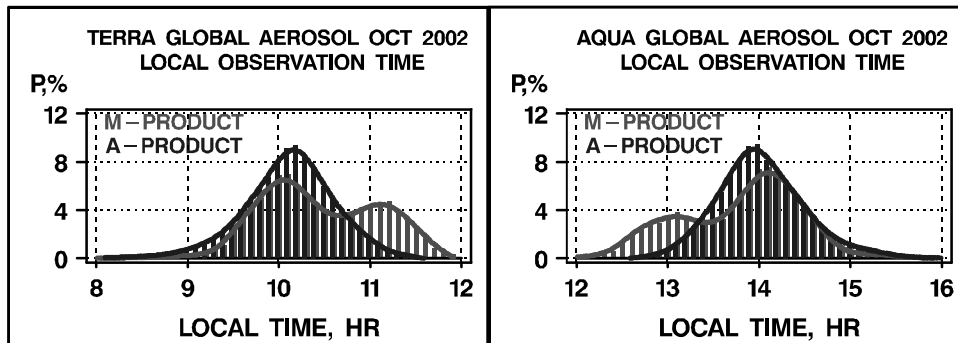 TERRA GLOBAL AEROSOL OCT 2002
LOCAL OBSERVATION TIME
P,%
12
8
4
0
M–PRODUCT
A–PRODUCT
8 9 10 11 12
LOCAL TIME, HR
AQUA GLOBAL AEROSOL OCT 2002
LOCAL OBSERVATION TIME
P,%
12
8
4
0
M–PRODUCT
A–PRODUCT
12 13 14 15 16
LOCAL TIME, HR